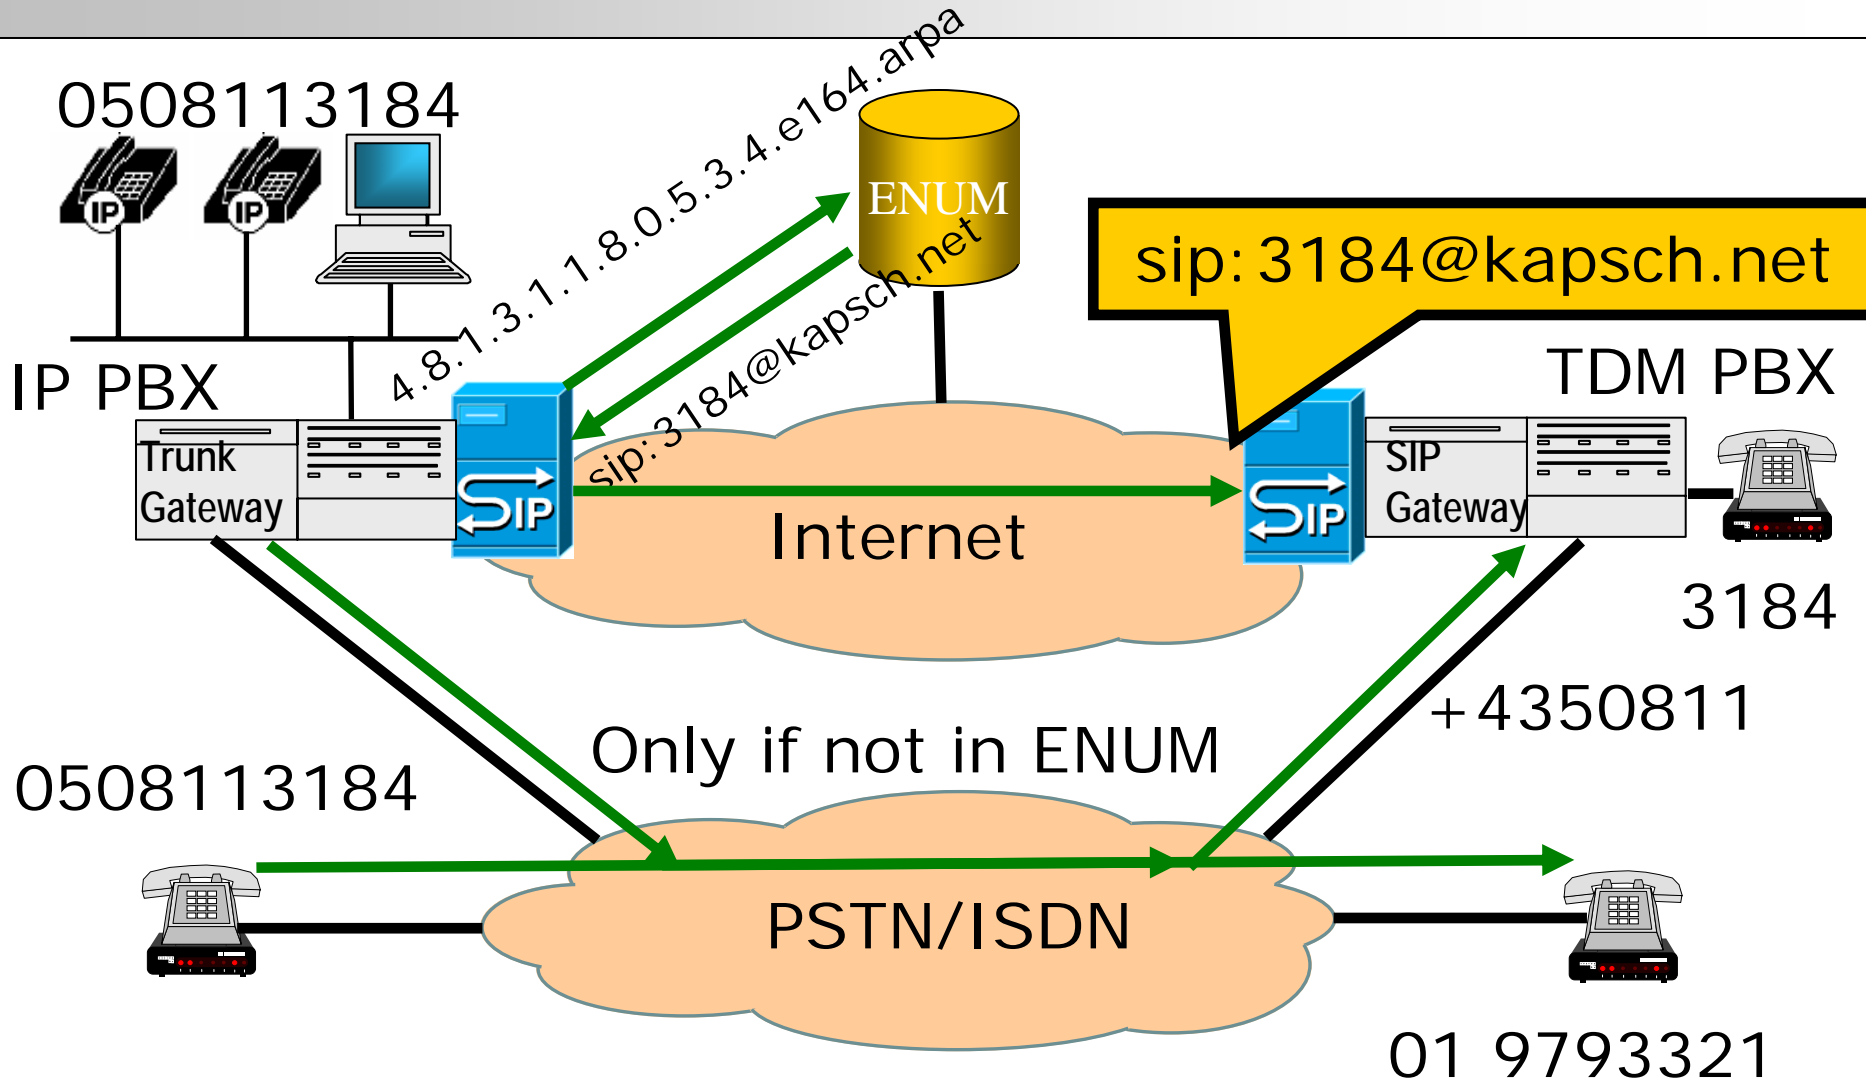 0508113184
IP
IP
4.8.1.3.1.1.8.0.5.3.4.e164.arpa
ENUM
sip:3184@kapsch.net
sip:3184@kapsch.net
IP PBX
TDM PBX
Trunk
Gateway
SIP
SIP
SIP
Gateway
Internet
3184
+4350811
Only if not in ENUM
0508113184
PSTN/ISDN
01 9793321